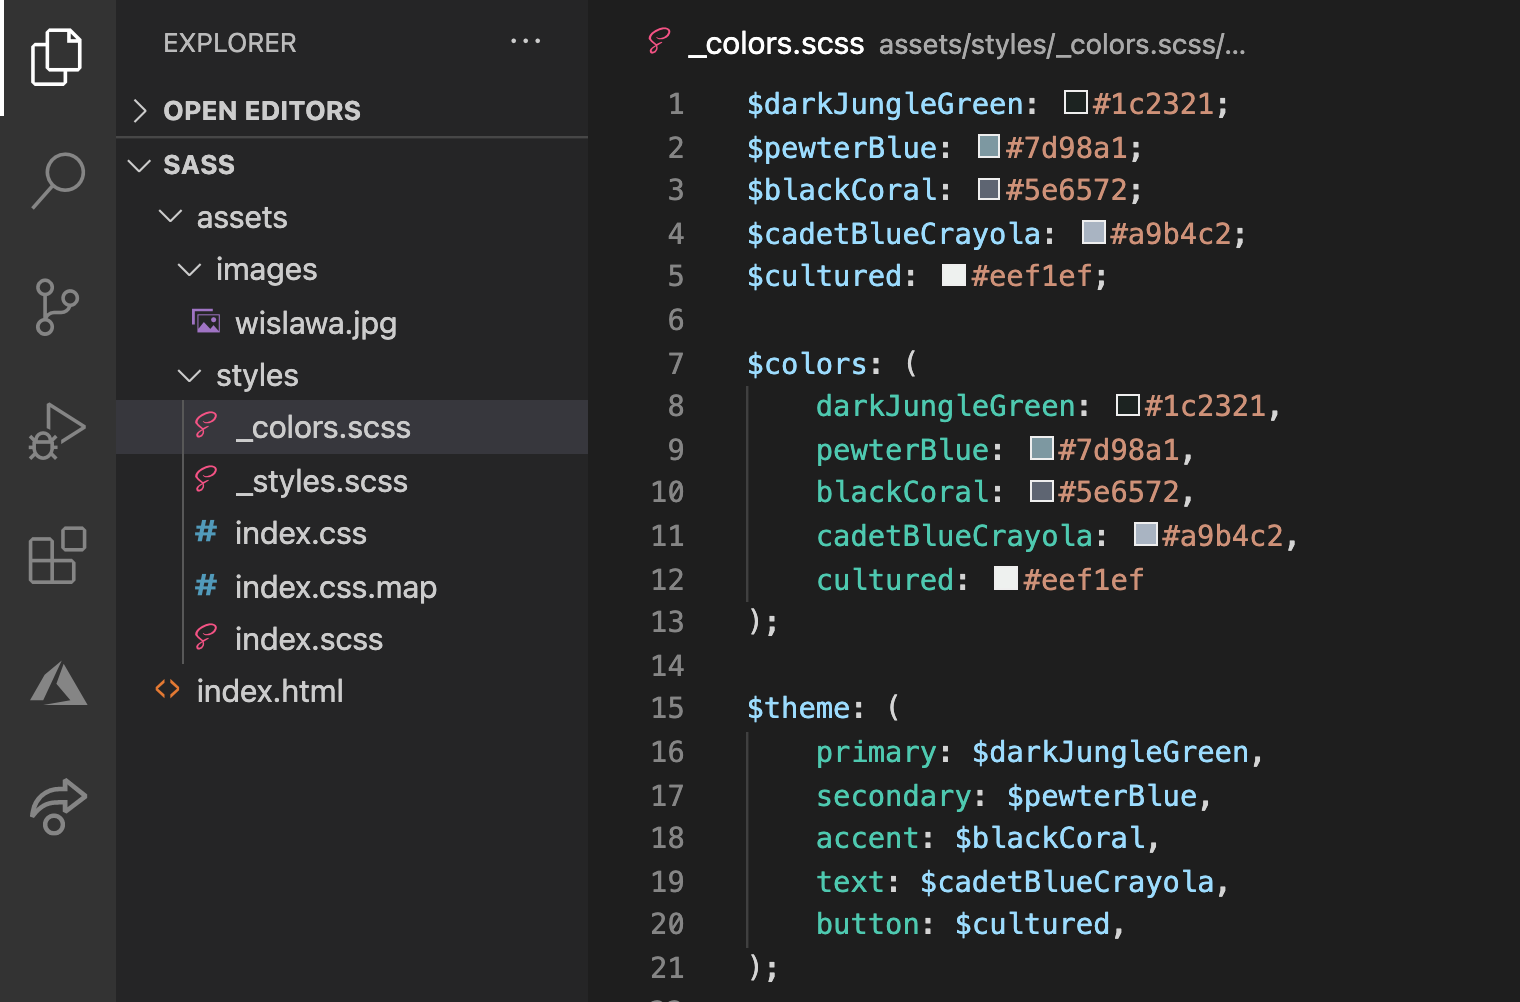 EXPLORER
OPEN EDITORS
SASS
assets
images
wislawa.jpg
styles
_colors.scss
_styles.scss
index.css
index.css.map
index.scss
index.html
_colors.scss assets/styles/_colors.scss/...
1 $darkJungleGreen: #1c2321;
2 $pewterBlue: #7d98a1;
3 $blackCoral: #5e6572;
4 $cadetBlueCrayola: #a9b4c2;
5 $cultured: #eef1ef;
6
7 $colors: (
8 darkJungleGreen: #1c2321,
9 pewterBlue: #7d98a1,
10 blackCoral: #5e6572,
11 cadetBlueCrayola: #a9b4c2,
12 cultured: #eef1ef
13 );
14
15 $theme: (
16 primary: $darkJungleGreen,
17 secondary: $pewterBlue,
18 accent: $blackCoral,
19 text: $cadetBlueCrayola,
20 button: $cultured,
21 );